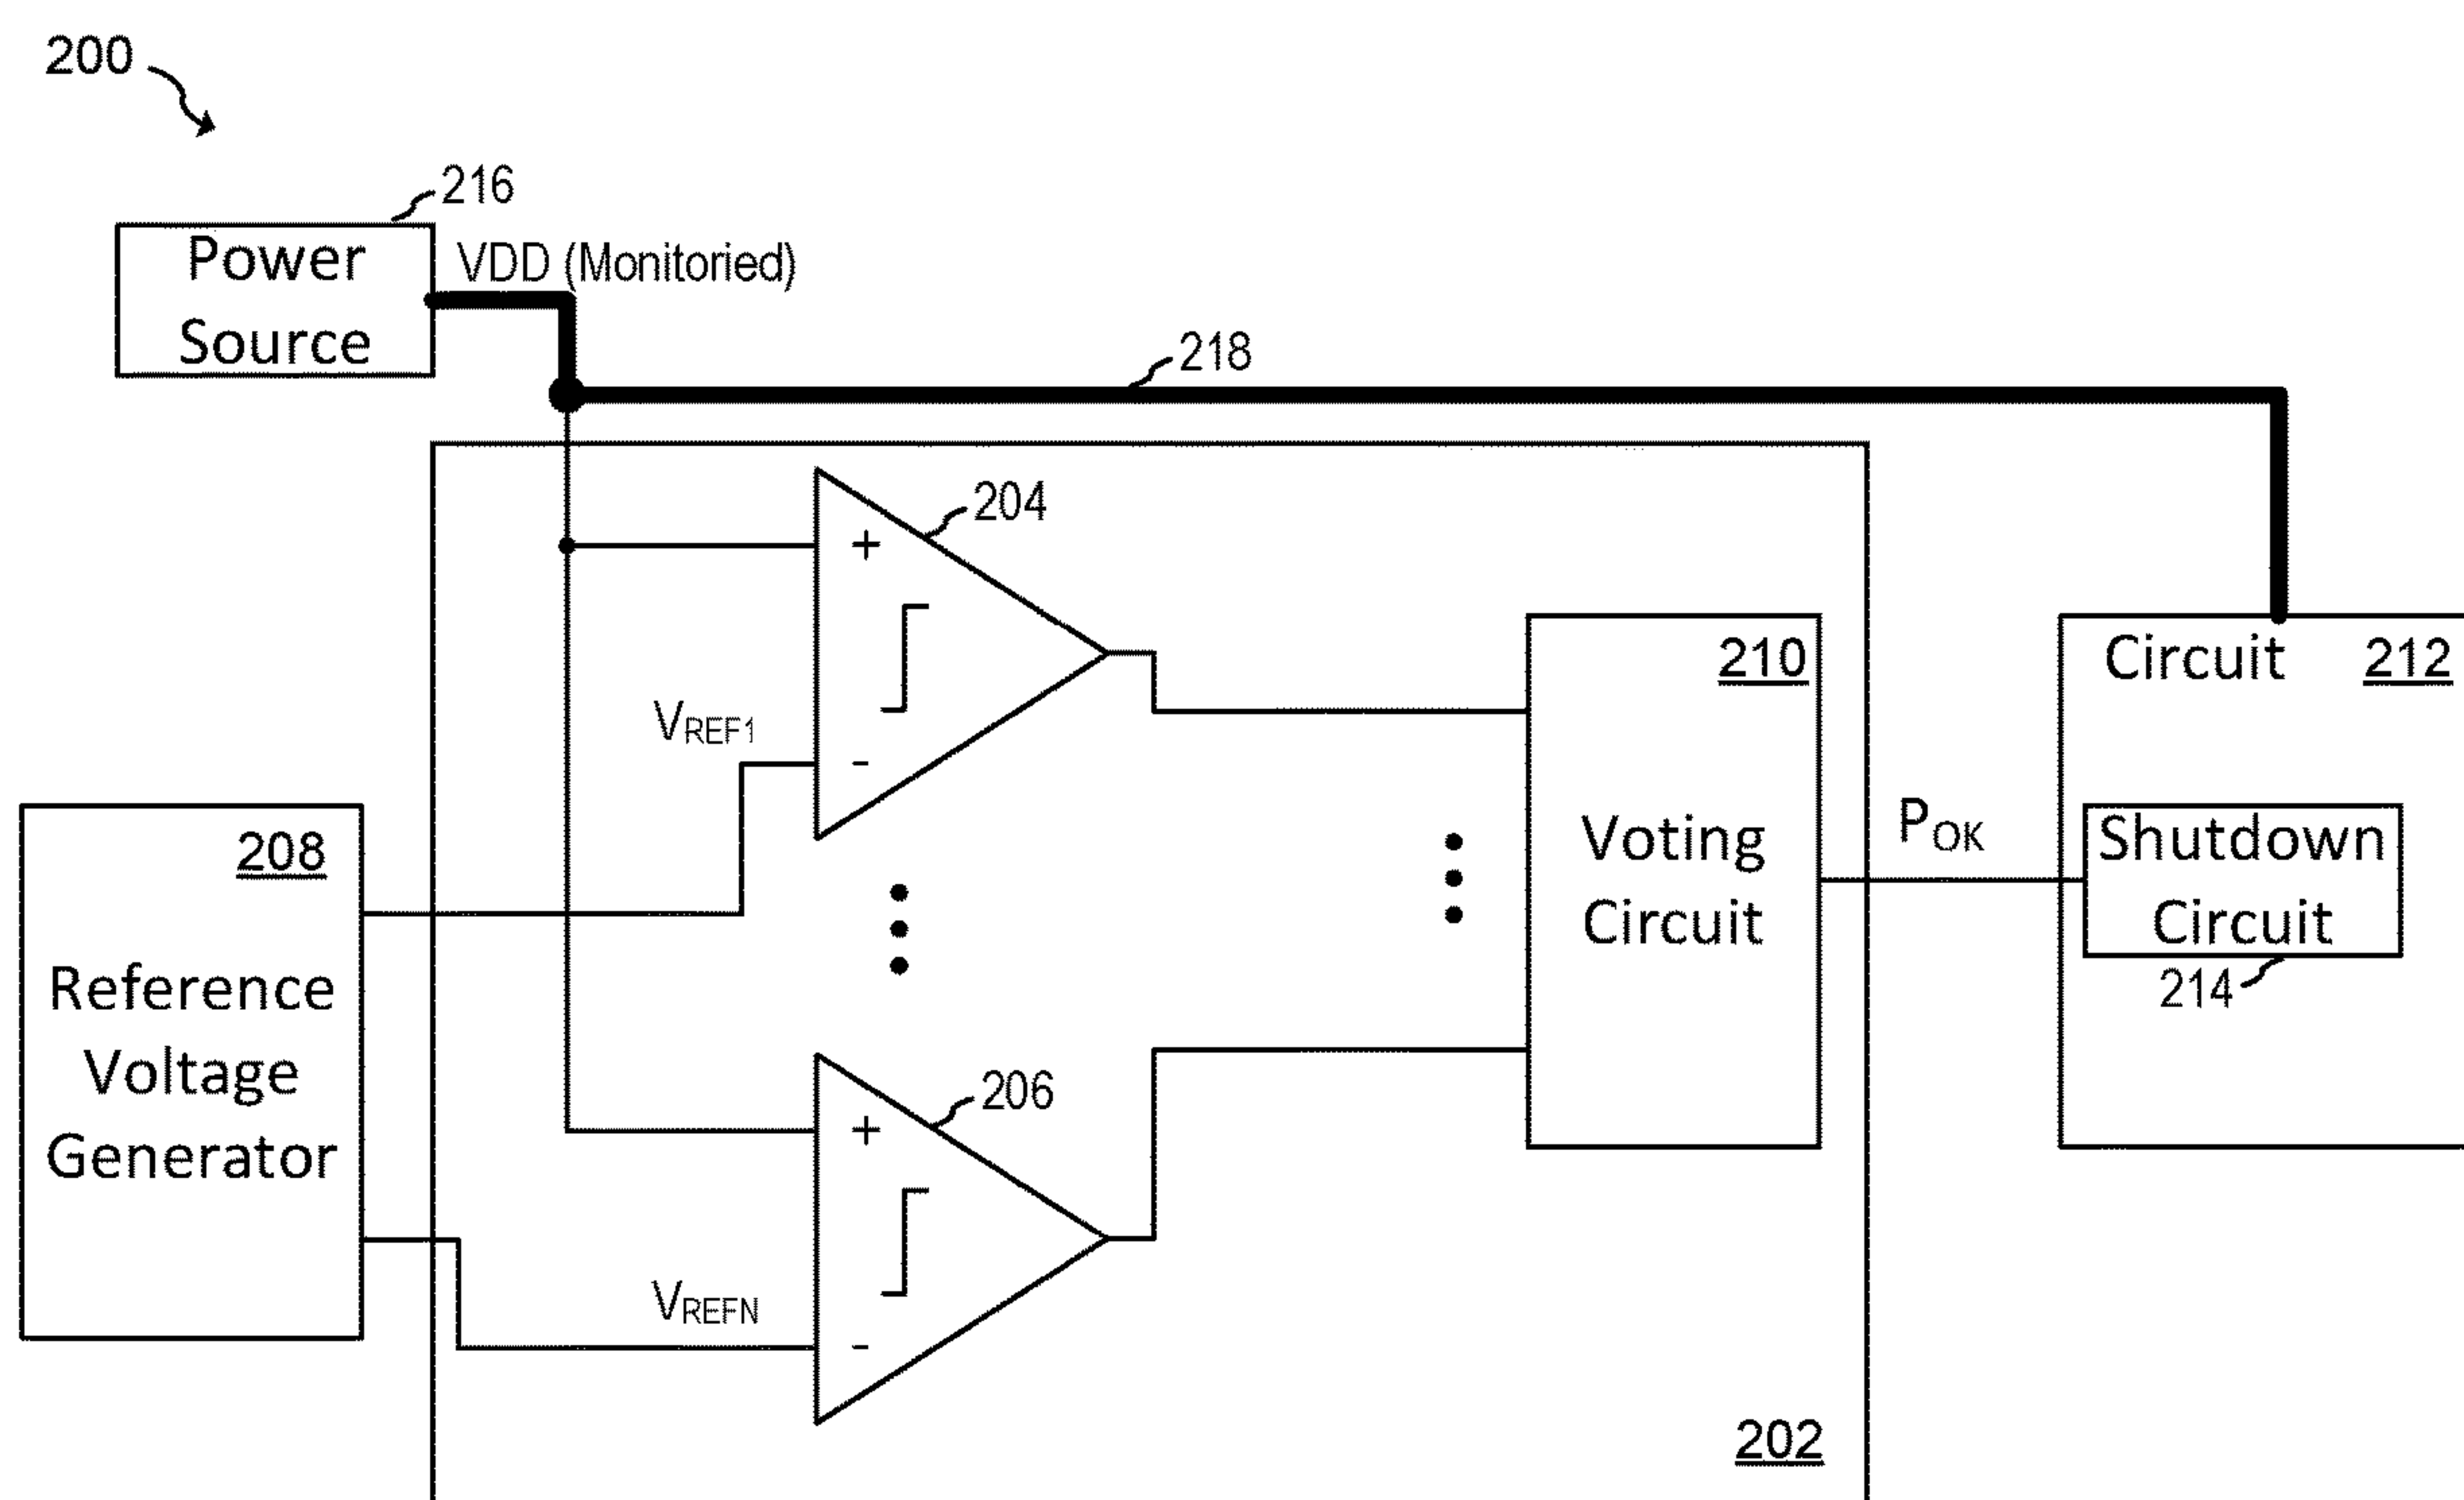 200
216
Power
Source
VDD (Monitoried)
218
204
+
-
VREF1
210
Voting
Circuit
Circuit 212
POK
Shutdown
Circuit
214
208
Reference
Voltage
Generator
206
+
-
VREFN
202